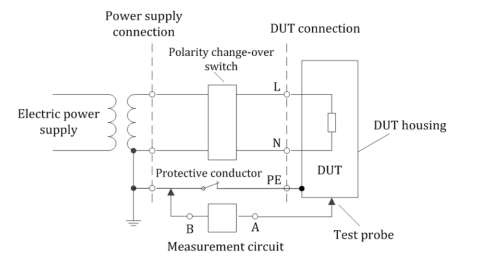 Power supply
connection
DUT connection
Polarity change-over
switch
L
Electric power
supply
N
DUT housing
Protective conductor
PE
DUT
B
A
Test probe
Measurement circuit